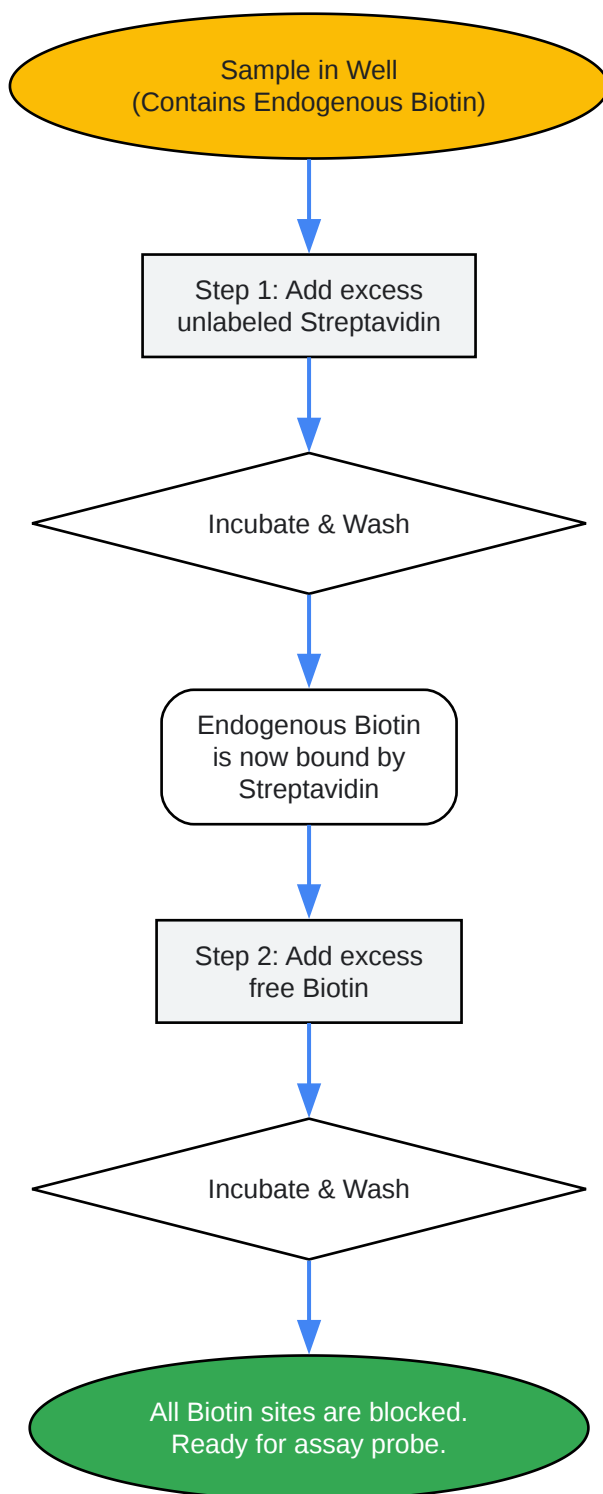 Sample in Well
(Contains Endogenous Biotin)
Step 1: Add excess
unlabeled Streptavidin
Incubate & Wash
Endogenous Biotin
is now bound by
Streptavidin
Step 2: Add excess
free Biotin
Incubate & Wash
All Biotin sites are blocked.
Ready for assay probe.